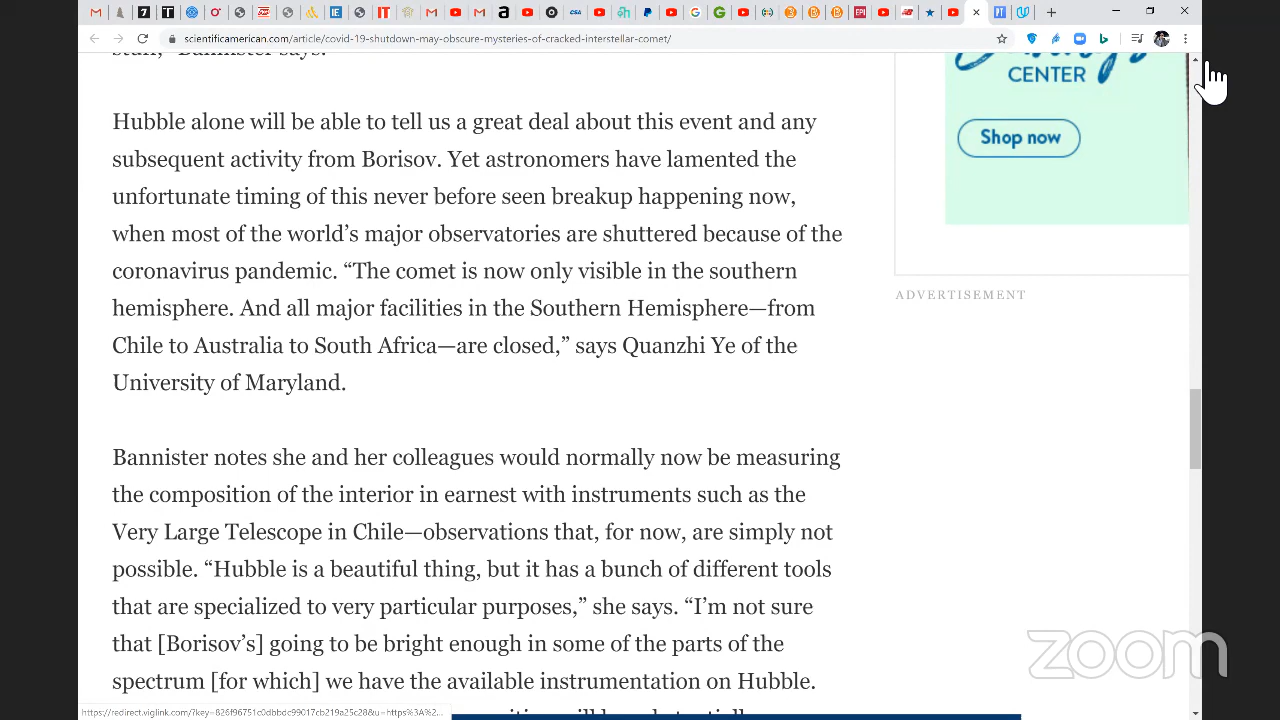 scientificamerican.com/article/covid-19-shutdown-may-obscure-mysteries-of-cracked-interstellar-comet/
stuff," Bannister says.
CENTER
Shop now
ADVERTISEMENT
Hubble alone will be able to tell us a great deal about this event and any
subsequent activity from Borisov. Yet astronomers have lamented the
unfortunate timing of this never before seen breakup happening now,
when most of the world’s major observatories are shuttered because of the
coronavirus pandemic. “The comet is now only visible in the southern
hemisphere. And all major facilities in the Southern Hemisphere—from
Chile to Australia to South Africa—are closed,” says Quanzhi Ye of the
University of Maryland.
Bannister notes she and her colleagues would normally now be measuring
the composition of the interior in earnest with instruments such as the
Very Large Telescope in Chile—observations that, for now, are simply not
possible. “Hubble is a beautiful thing, but it has a bunch of different tools
that are specialized to very particular purposes,” she says. “I’m not sure
that [Borisov’s] going to be bright enough in some of the parts of the
spectrum [for which] we have the available instrumentation on Hubble.
zoom
https://redirect.viglink.com/?key=826f96751c0dbbdc99017cb219a25c28&u=https%3A%2...